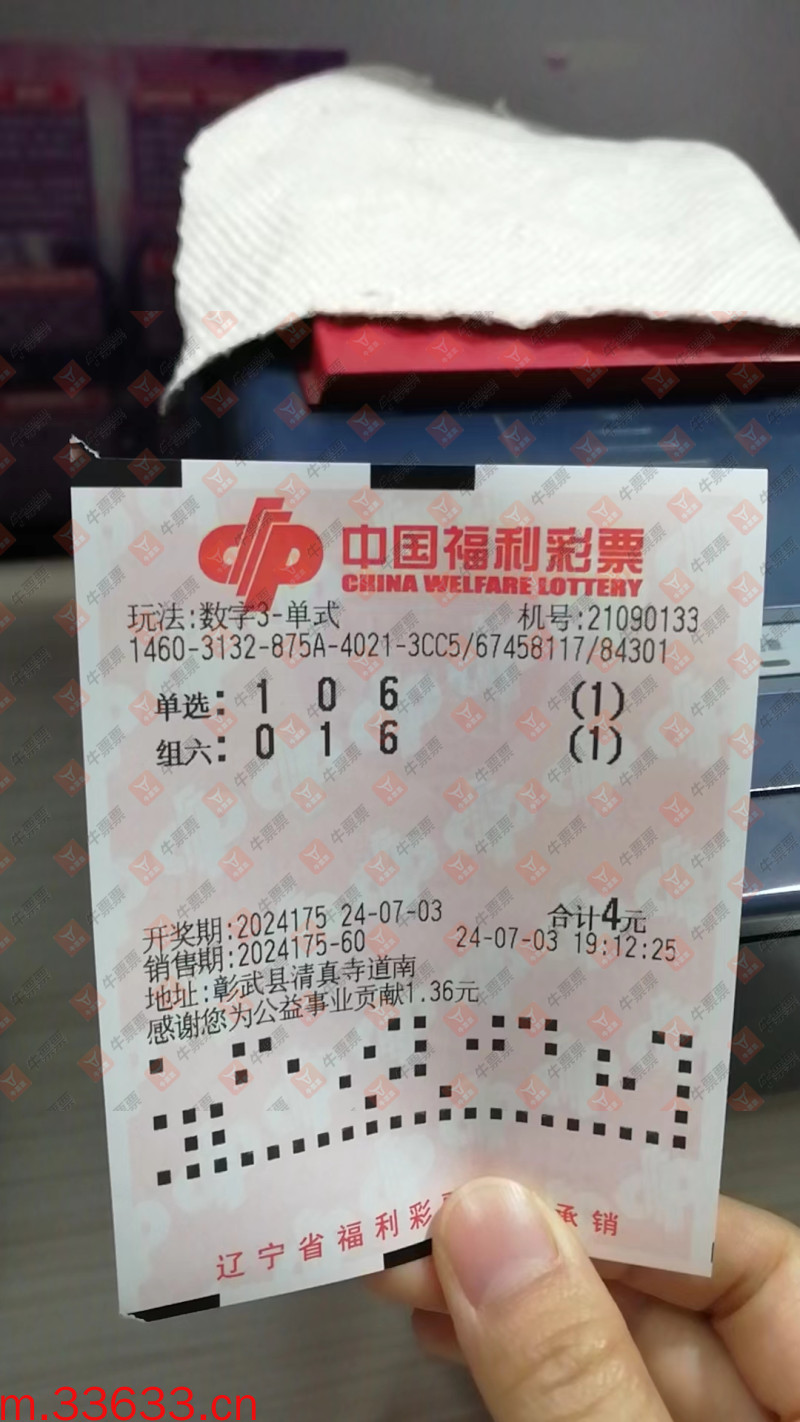 中国福利彩票
CHINA WELFARE LOTTERY
玩法:数字3-单式 机号:21090133
1460-3132-875A-4021-3CC5/67458117/84301
单选: 1 0 6 (1)
组六: 0 1 6 (1)
开奖期:2024175 24-07-03 合计4元
销售期:2024175-60 24-07-03 19:12:25
地址:彰武县清真寺道南
感谢您为公益事业贡献1.36元
辽宁省福利彩 承销
牛票票
m.33633.cn